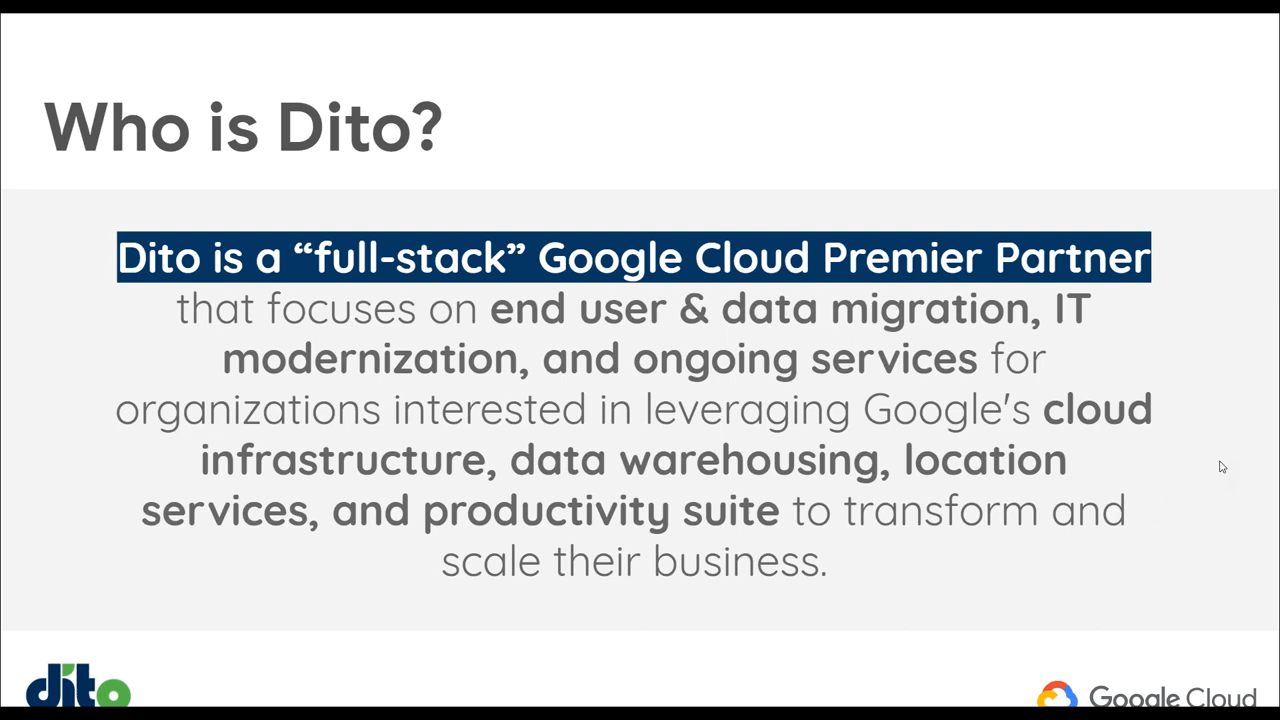 Who is Dito?
Dito is a “full-stack” Google Cloud Premier Partner
that focuses on end user & data migration, IT
modernization, and ongoing services for
organizations interested in leveraging Google's cloud
infrastructure, data warehousing, location
services, and productivity suite to transform and
scale their business.
dito
Google Cloud